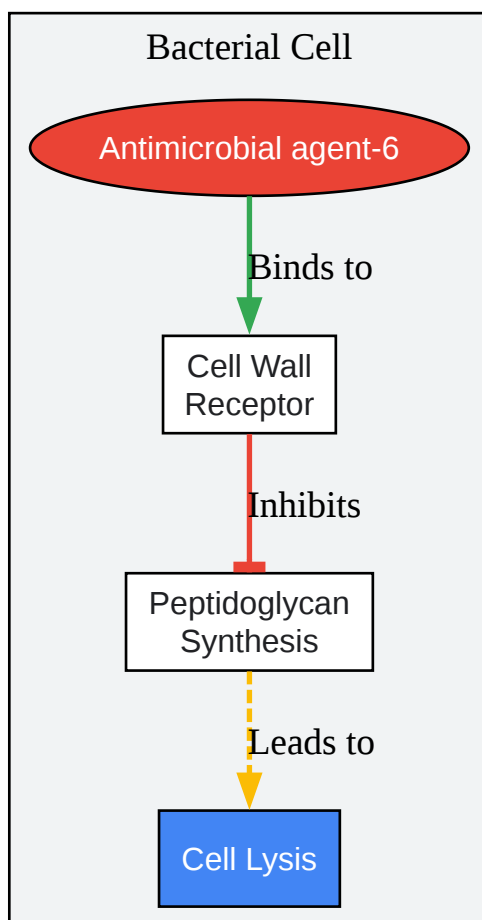 Bacterial Cell
Antimicrobial agent-6
Binds to
Cell Wall
Receptor
Inhibits
Peptidoglycan
Synthesis
Leads to
Cell Lysis